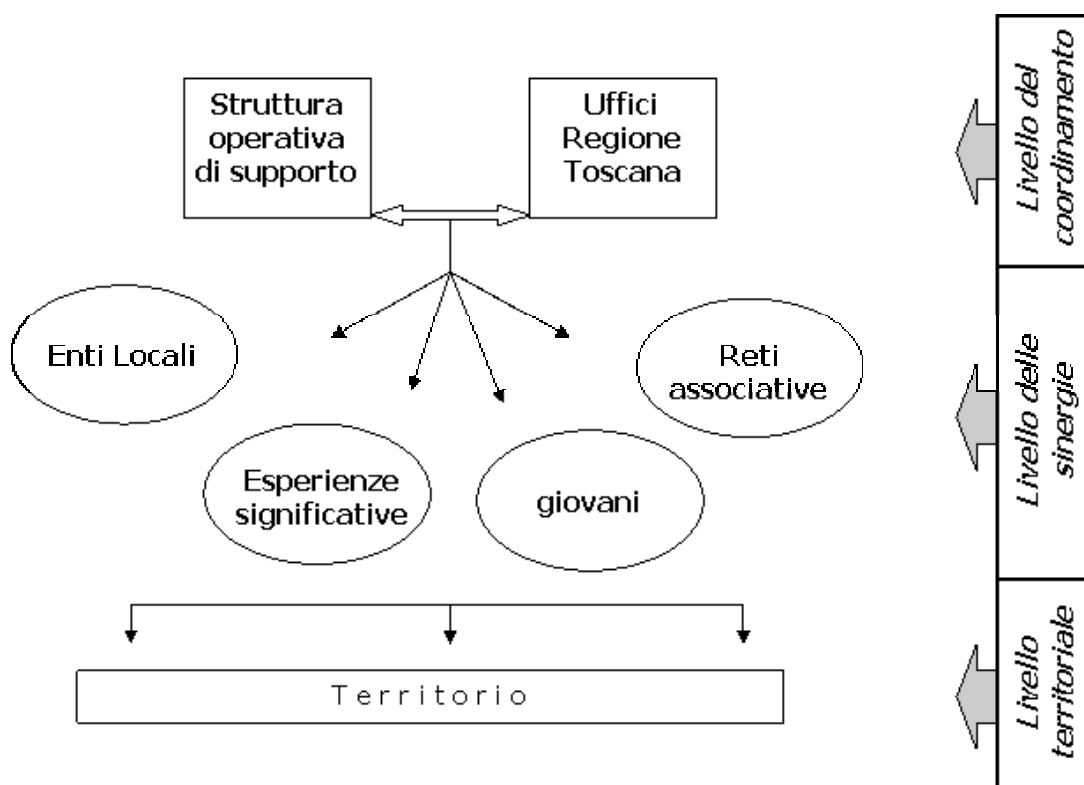 Struttura
operativa
di supporto
Uffici
Regione
Toscana
Livello del
coordinamento
Enti Locali
Reti
associative
Esperienze
significative
giovani
Livello delle
sinergie
Territorio
Livello
territoriale